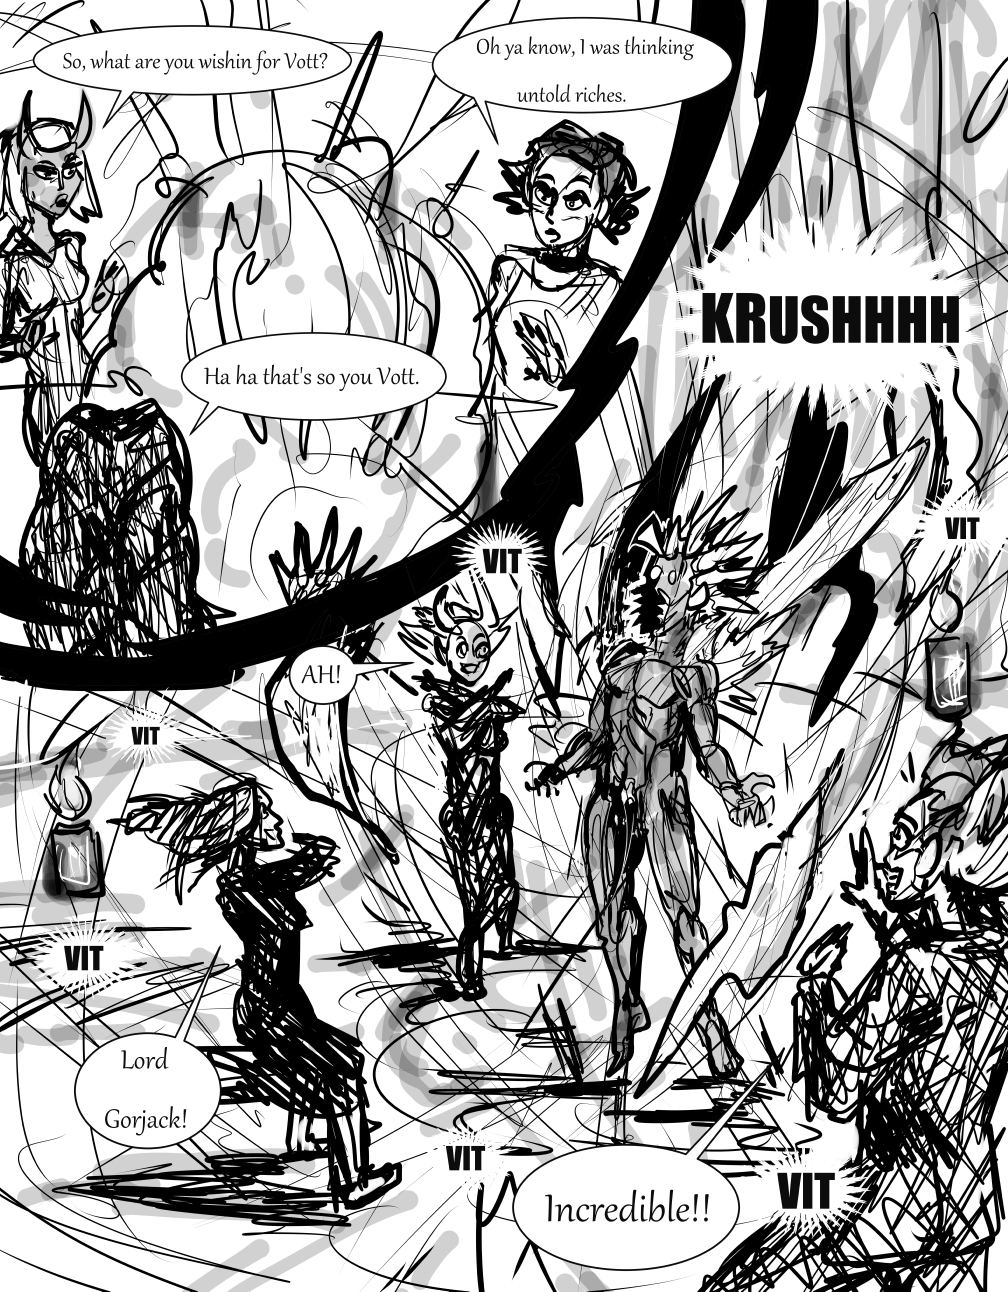 So, what are you wishin for Vott?
Oh ya know, I was thinking
untold riches.
Ha ha that's so you Vott.
KRUSHHHH
VIT
VIT
AH!
VIT
VIT
Lord
Gorjack!
VIT
Incredible!!
VIT